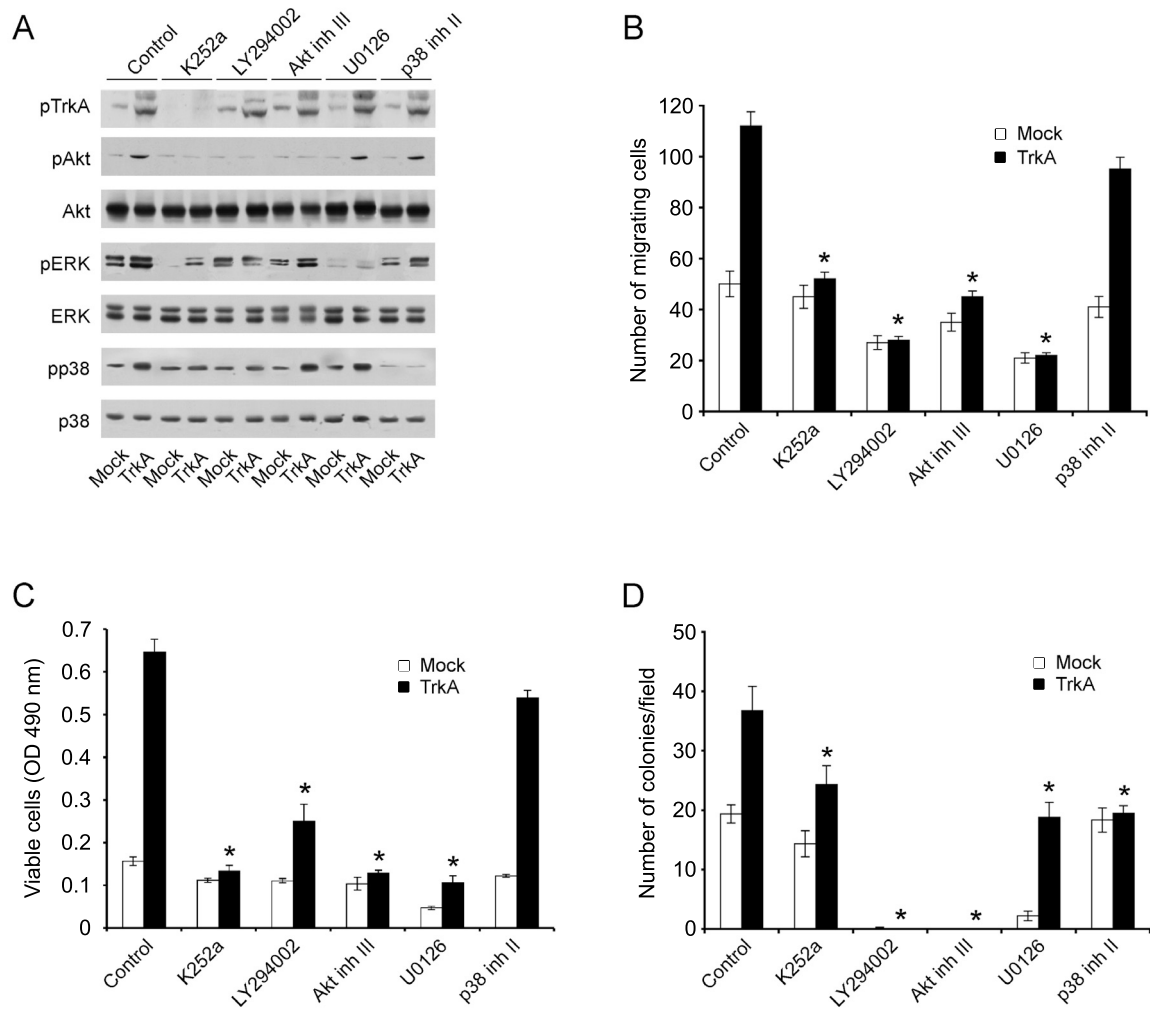 A
Control
K252a
LY294002
Akt inh III
U0126
p38 inh II
pTrkA
pAkt
Akt
pERK
ERK
pp38
p38
Mock TrkA Mock TrkA Mock TrkA Mock TrkA Mock TrkA Mock TrkA
B
Number of migrating cells
120
100
80
60
40
20
0
Mock
TrkA
*
*
*
*
Control
K252a
LY294002
Akt inh III
U0126
p38 inh II
C
Viable cells (OD 490 nm)
0.7
0.6
0.5
0.4
0.3
0.2
0.1
0
Mock
TrkA
*
*
*
*
Control
K252a
LY294002
Akt inh III
U0126
p38 inh II
D
Number of colonies/field
50
40
30
20
10
0
Mock
TrkA
*
*
*
*
*
Control
K252a
LY294002
Akt inh III
U0126
p38 inh II